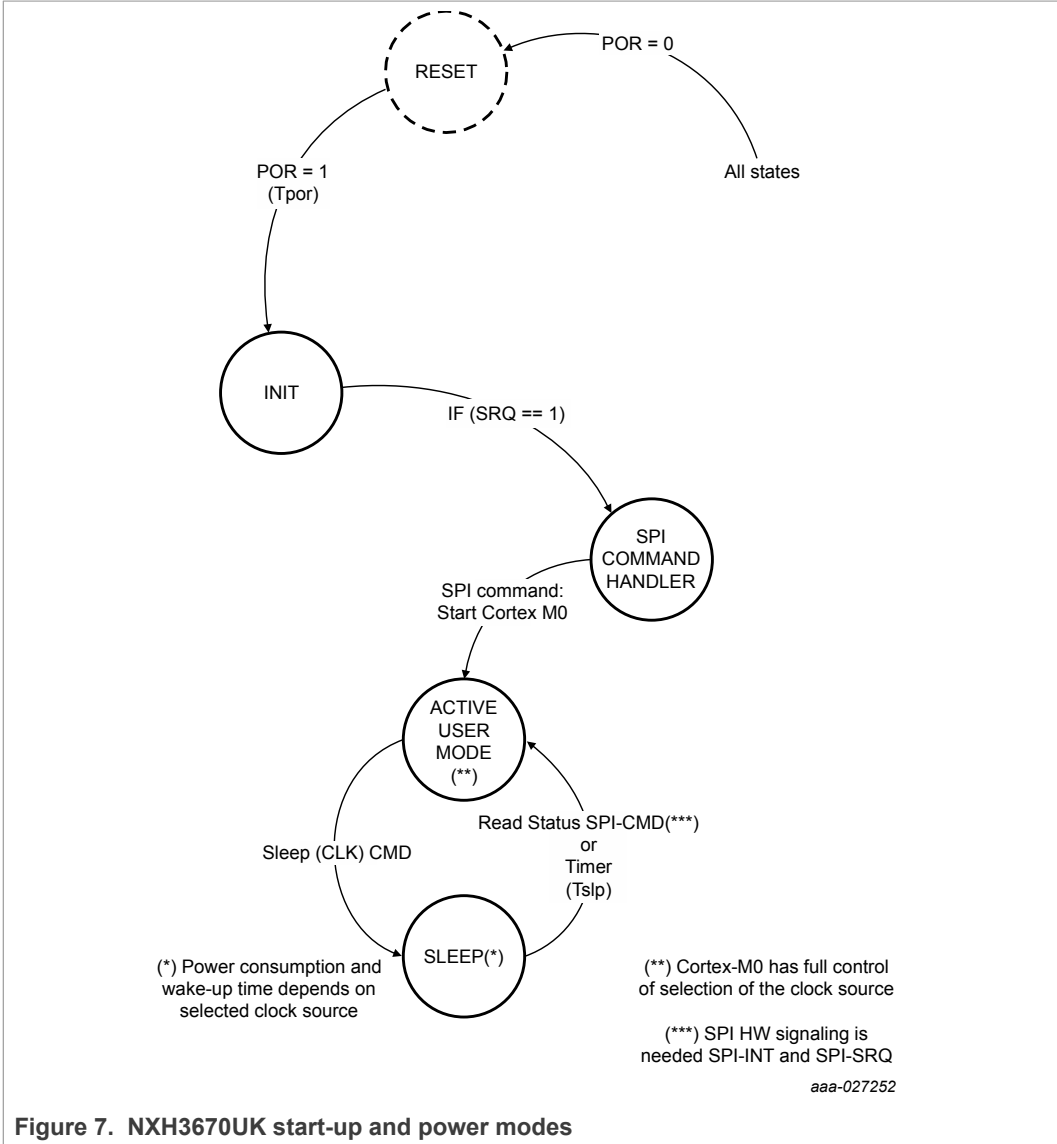 POR = 0
RESET
POR = 1
(Tpor)
All states
INIT
IF (SRQ == 1)
SPI
COMMAND
HANDLER
SPI command:
Start Cortex M0
ACTIVE
USER
MODE
(**)
Read Status SPI-CMD(***)
or
Timer
(Tslp)
Sleep (CLK) CMD
SLEEP(*)
(*) Power consumption and
wake-up time depends on
selected clock source
(**) Cortex-M0 has full control
of selection of the clock source
(***) SPI HW signaling is
needed SPI-INT and SPI-SRQ
aaa-027252
Figure 7. NXH3670UK start-up and power modes